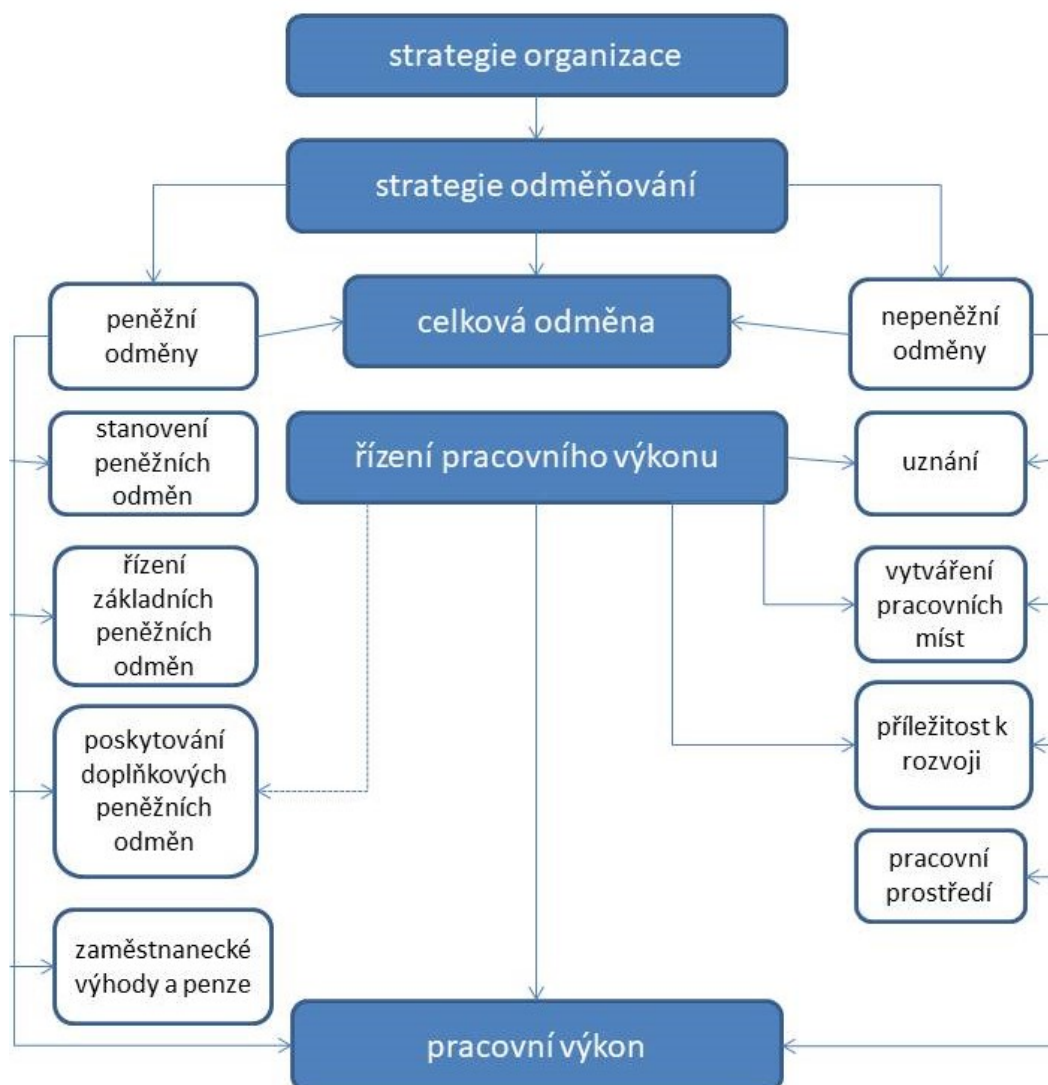 strategie organizace
strategie odměňování
peněžní
odměny
celková odměna
nepeněžní
odměny
stanovení
peněžních
odměn
řízení pracovního výkonu
uznání
řízení
základních
peněžních
odměn
vytváření
pracovních
míst
poskytování
doplňkových
peněžních
odměn
příležitost k
rozvoji
pracovní
prostředí
zaměstnanecké
výhody a penze
pracovní výkon